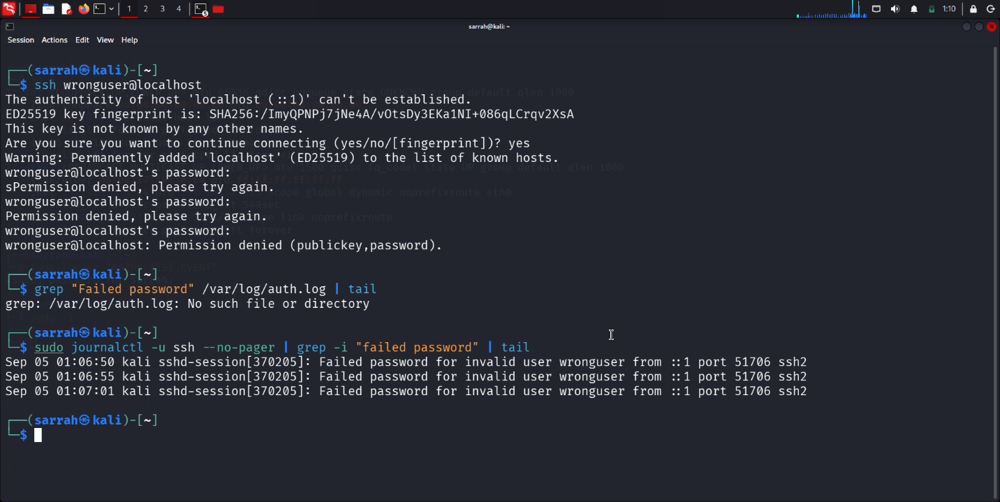 1 2 3 4 5 1:10
sarrah@kali: ~
Session Actions Edit View Help
┌──(sarrah㉿kali)-[~]
└─$ ssh wronguser@localhost
The authenticity of host 'localhost (::1)' can't be established.
ED25519 key fingerprint is: SHA256:/ImyQPNPj7jNe4A/vOtsDy3EKa1NI+086qLCrqv2XsA
This key is not known by any other names.
Are you sure you want to continue connecting (yes/no/[fingerprint])? yes
Warning: Permanently added 'localhost' (ED25519) to the list of known hosts.
wronguser@localhost's password:
sPermission denied, please try again.
wronguser@localhost's password:
Permission denied, please try again.
wronguser@localhost's password:
wronguser@localhost: Permission denied (publickey,password).
┌──(sarrah㉿kali)-[~]
└─$ grep "Failed password" /var/log/auth.log | tail
grep: /var/log/auth.log: No such file or directory
┌──(sarrah㉿kali)-[~]
└─$ sudo journalctl -u ssh --no-pager | grep -i "failed password" | tail
Sep 05 01:06:50 kali sshd-session[370205]: Failed password for invalid user wronguser from ::1 port 51706 ssh2
Sep 05 01:06:55 kali sshd-session[370205]: Failed password for invalid user wronguser from ::1 port 51706 ssh2
Sep 05 01:07:01 kali sshd-session[370205]: Failed password for invalid user wronguser from ::1 port 51706 ssh2
┌──(sarrah㉿kali)-[~]
└─$